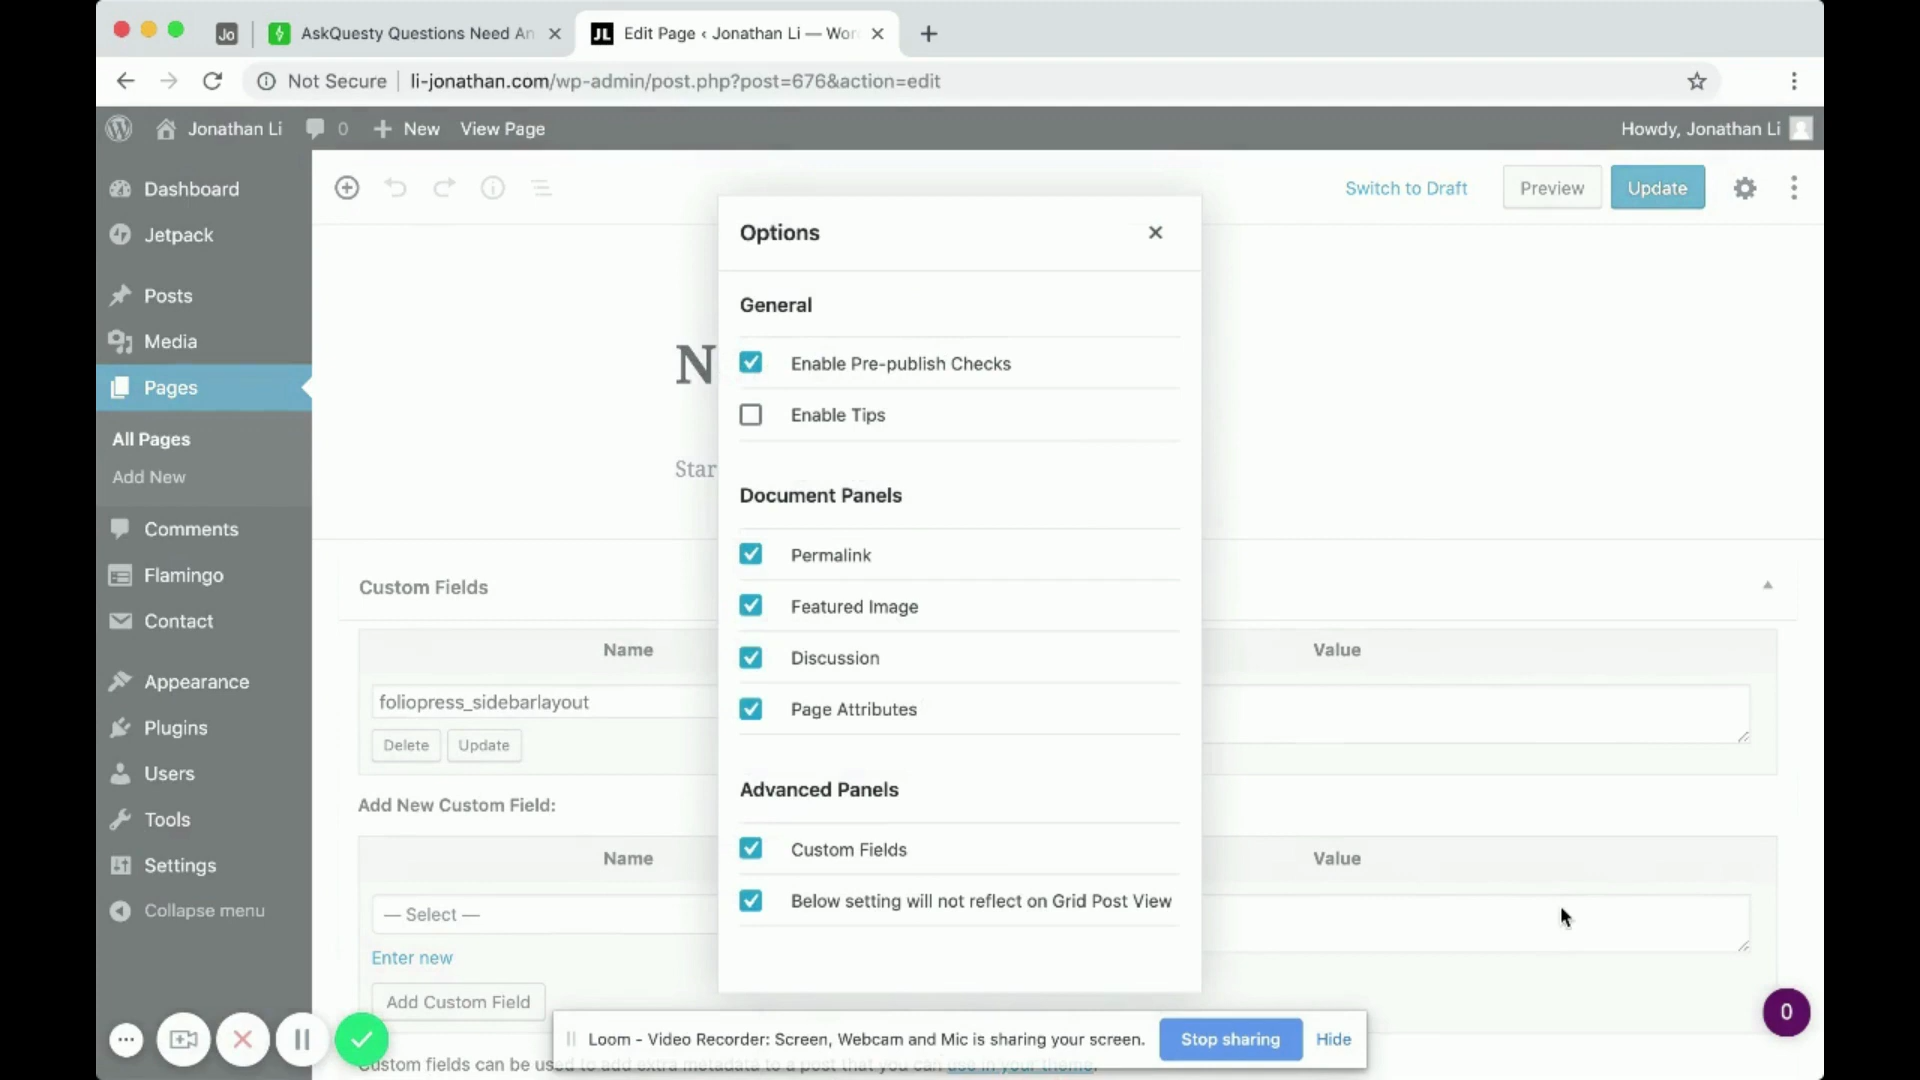 Jo
AskQuesty Questions Need An
JL
Edit Page ‹ Jonathan Li — Wor
Not Secure
li-jonathan.com/wp-admin/post.php?post=676&action=edit
Jonathan Li
0
New
View Page
Howdy, Jonathan Li
Dashboard
Jetpack
Posts
Media
Pages
All Pages
Add New
Comments
Flamingo
Contact
Appearance
Plugins
Users
Tools
Settings
Collapse menu
Switch to Draft
Preview
Update
N
Star
Custom Fields
Name
Value
foliopress_sidebarlayout
Delete
Update
Add New Custom Field:
Name
Value
— Select —
Enter new
Add Custom Field
Custom fields can be used to add extra metadata to a post that you can use in your theme.
Options
General
Enable Pre-publish Checks
Enable Tips
Document Panels
Permalink
Featured Image
Discussion
Page Attributes
Advanced Panels
Custom Fields
Below setting will not reflect on Grid Post View
Loom - Video Recorder: Screen, Webcam and Mic is sharing your screen.
Stop sharing
Hide
0